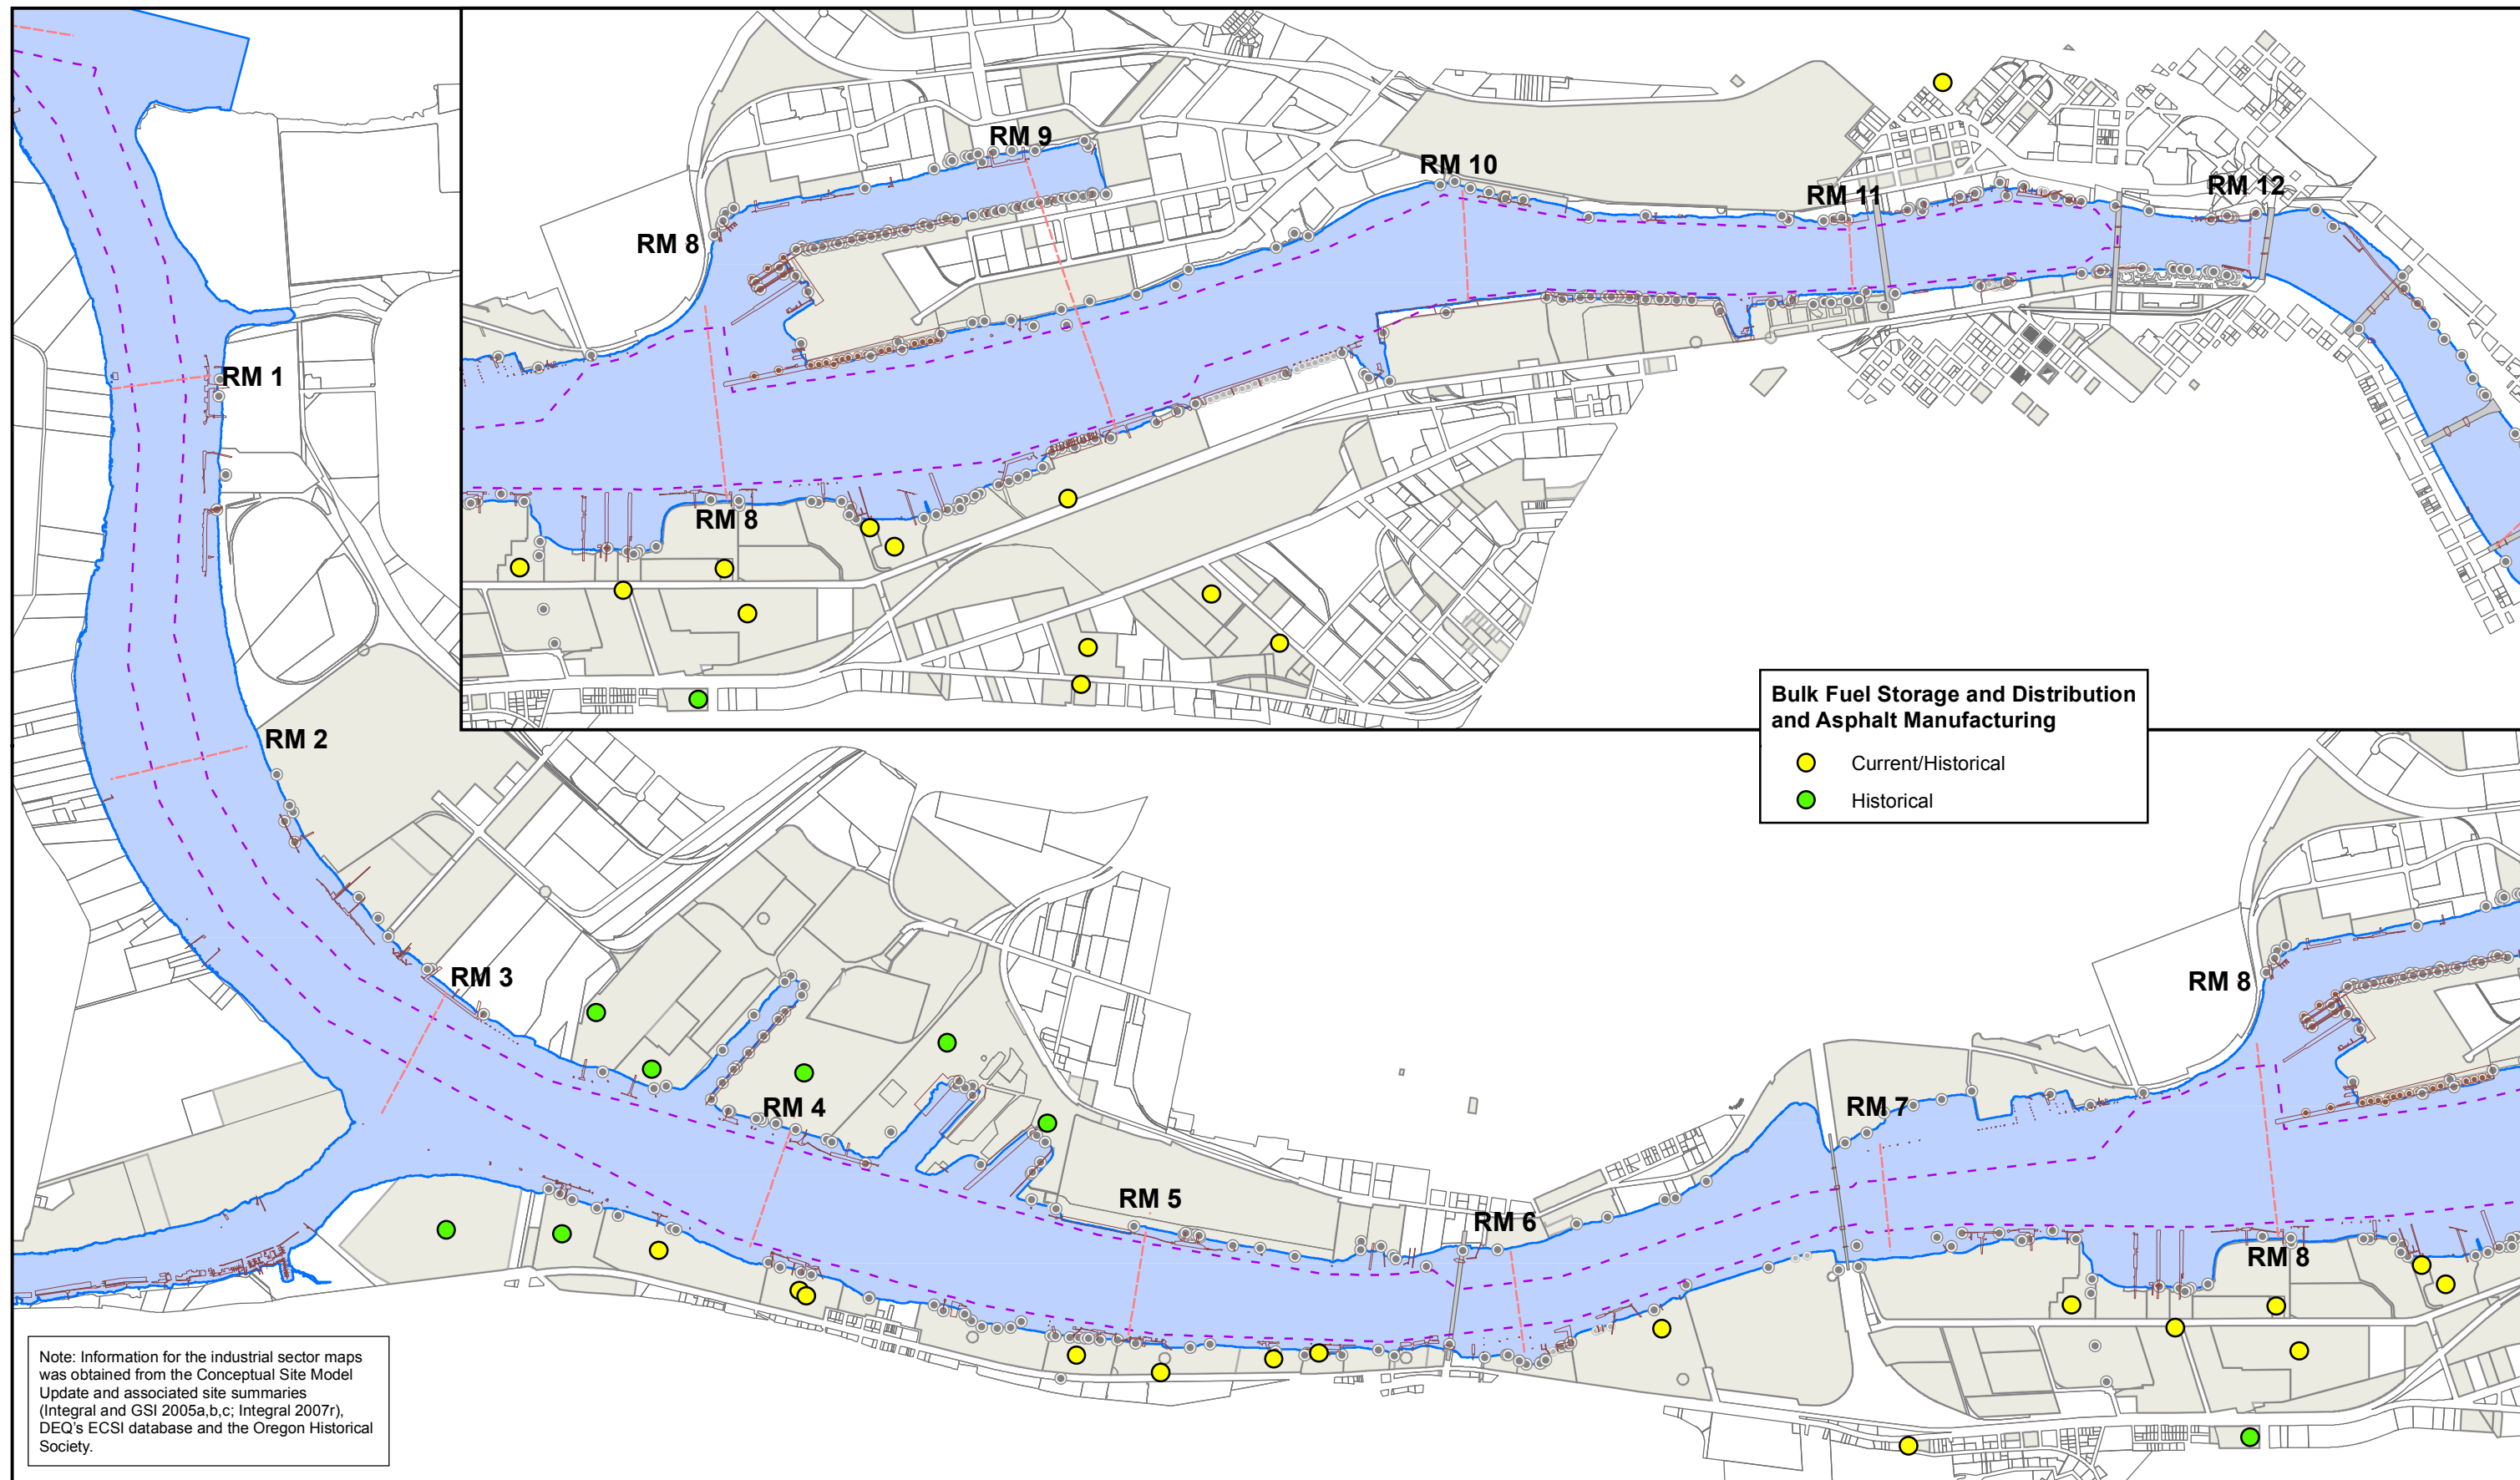 RM 9
RM 10
RM 11
RM 12
RM 8
RM 8
RM 1
RM 2
Bulk Fuel Storage and Distribution
and Asphalt Manufacturing
Current/Historical
Historical
RM 3
RM 4
RM 5
RM 6
RM 7
RM 8
RM 8
Note: Information for the industrial sector maps
was obtained from the Conceptual Site Model
Update and associated site summaries
(Integral and GSI 2005a,b,c; Integral 2007r),
DEQ's ECSI database and the Oregon Historical
Society.